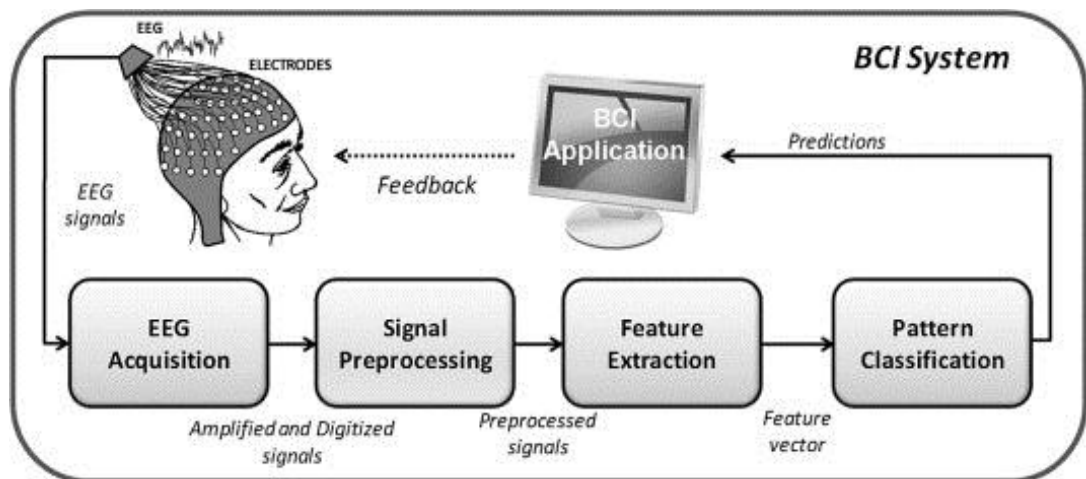 EEG
ELECTRODES
BCI System
BCI
Application
Predictions
Feedback
EEG
signals
EEG
Acquisition
Signal
Preprocessing
Feature
Extraction
Pattern
Classification
Amplified and Digitized
signals
Preprocessed
signals
Feature
vector